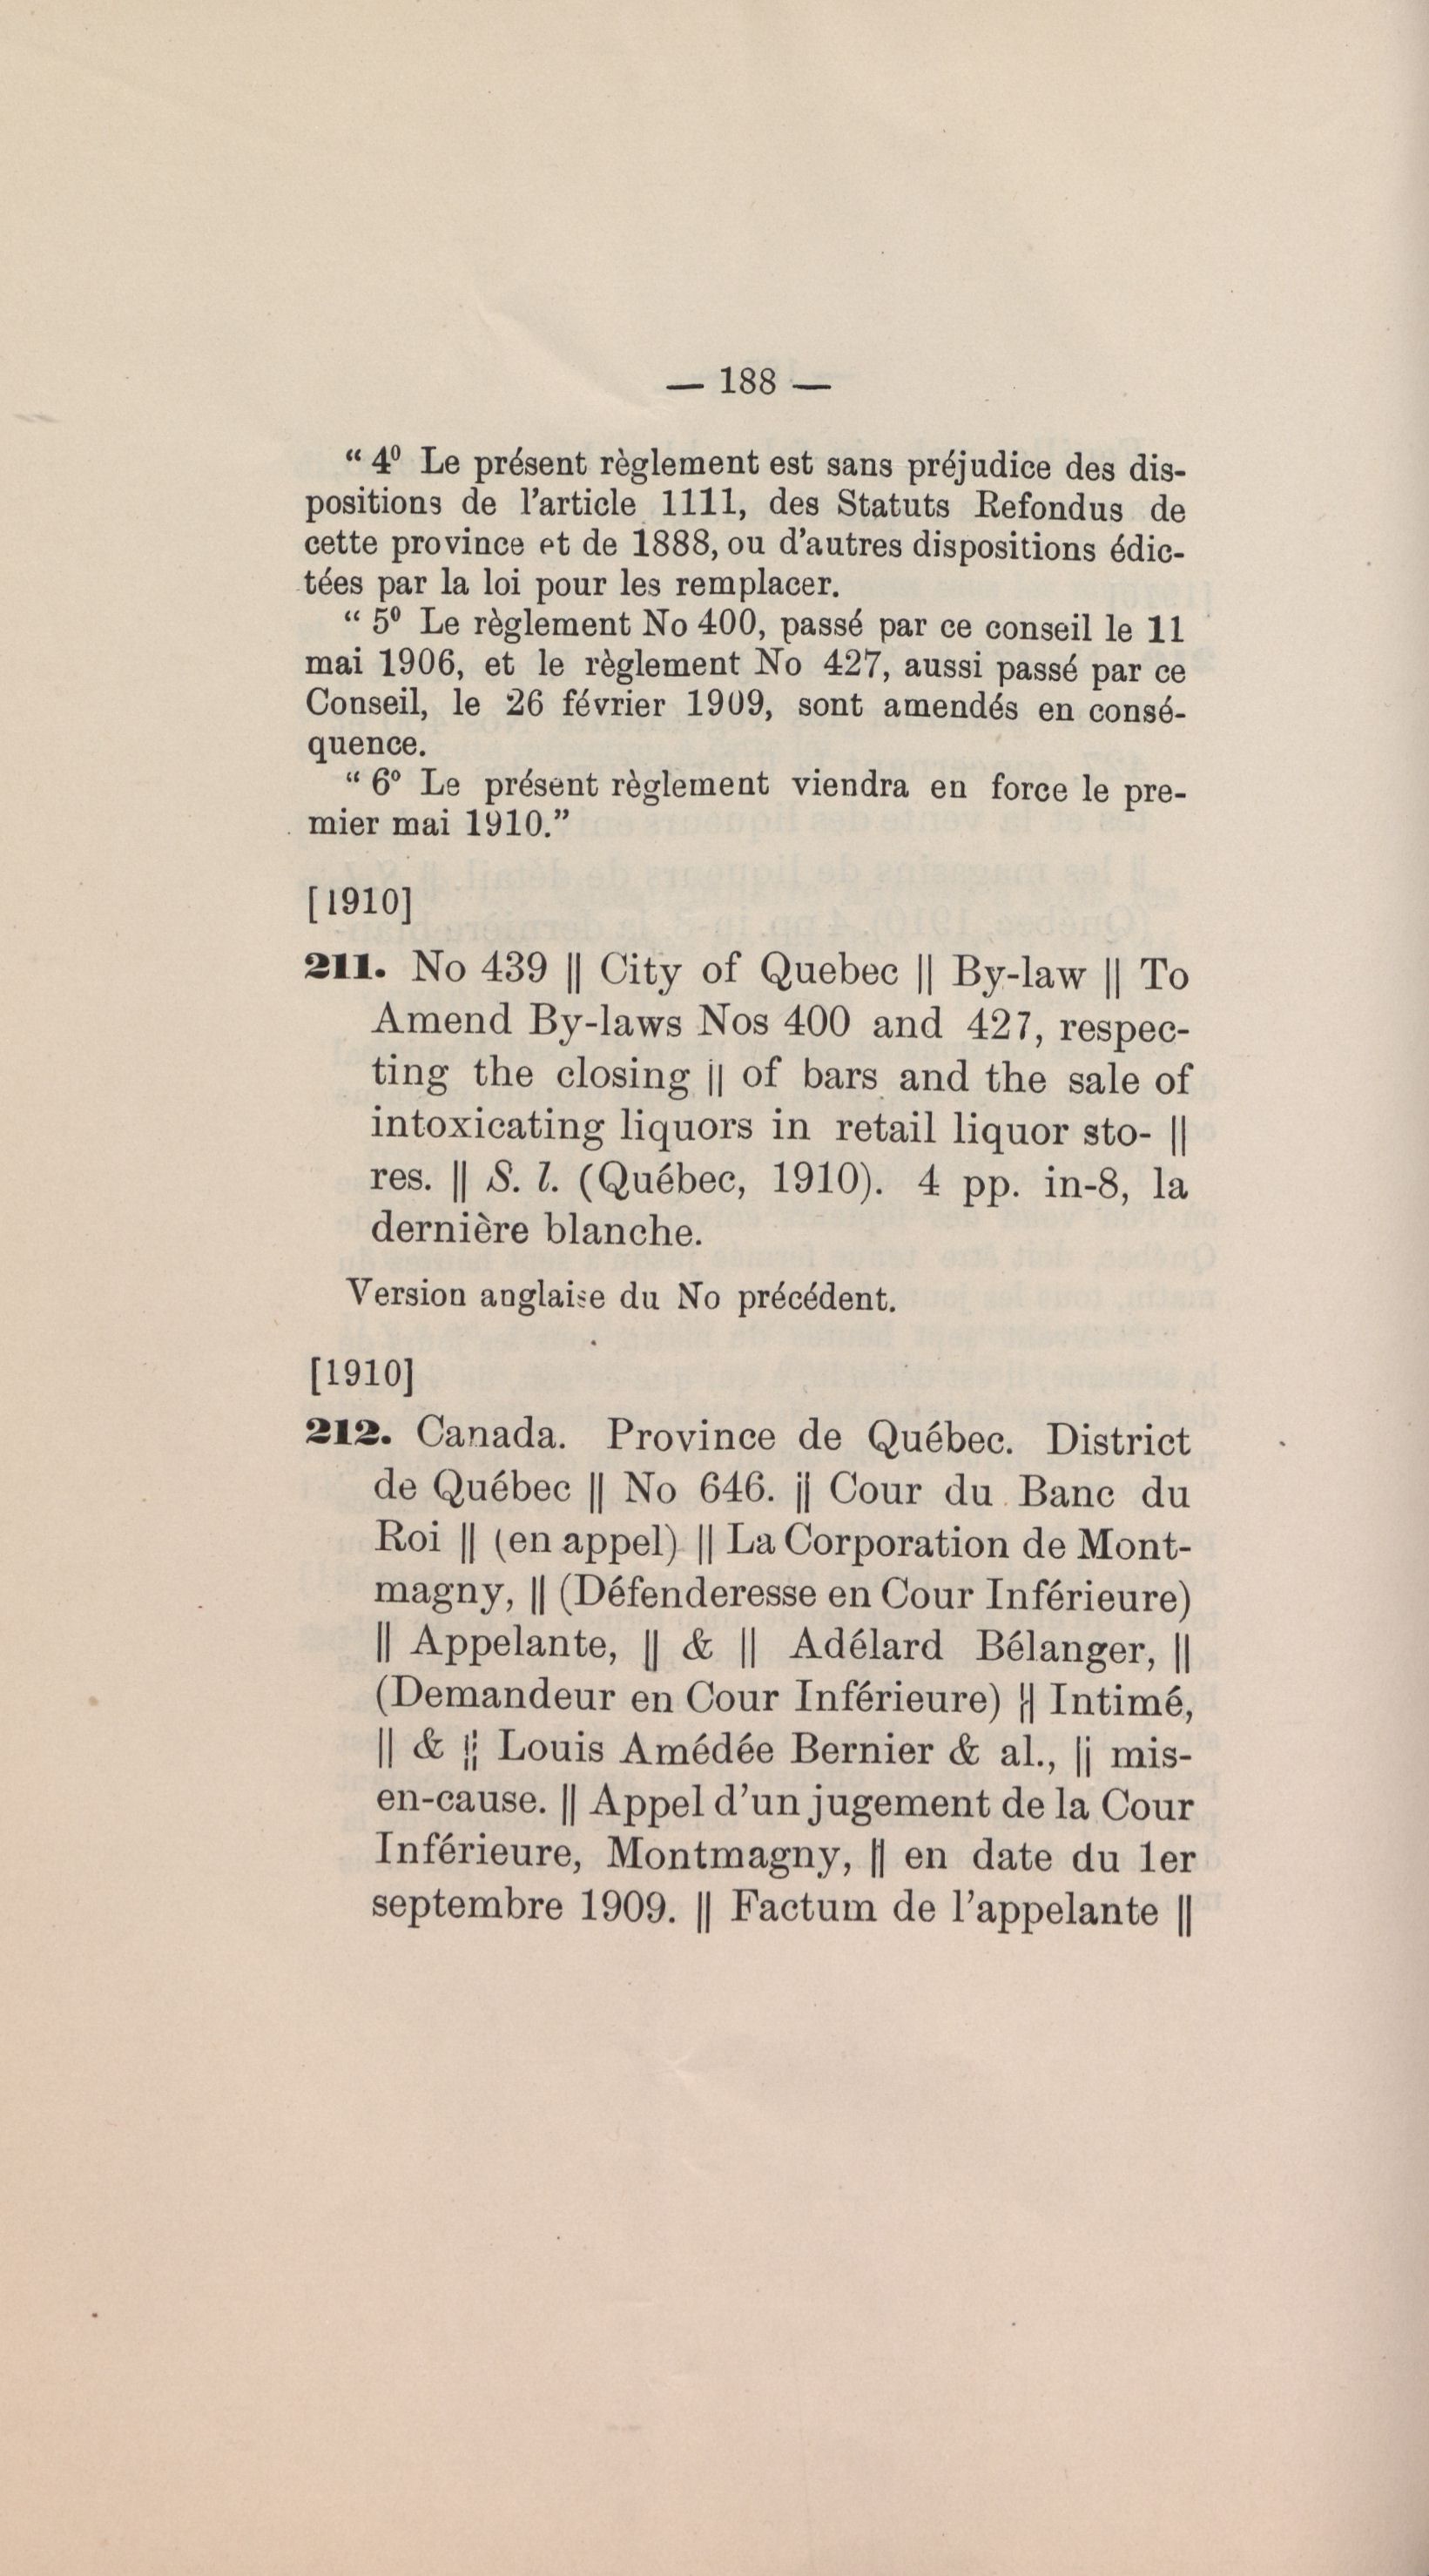 — 188 —
“ 4⁰ Le présent règlement est sans préjudice des dis-
positions de l’article 1111, des Statuts Refondus de
cette province et de 1888, ou d’autres dispositions édic-
tées par la loi pour les remplacer.
“ 5⁰ Le règlement No 400, passé par ce conseil le 11
mai 1906, et le règlement No 427, aussi passé par ce
Conseil, le 26 février 1909, sont amendés en consé-
quence.
“ 6⁰ Le présent règlement viendra en force le pre-
mier mai 1910.”
[1910]
211. No 439 || City of Quebec || By-law || To
Amend By-laws Nos 400 and 427, respec-
ting the closing || of bars and the sale of
intoxicating liquors in retail liquor sto- ||
res. || S. l. (Québec, 1910). 4 pp. in-8, la
dernière blanche.
Version anglaise du No précédent.
[1910]
212. Canada. Province de Québec. District
de Québec || No 646. || Cour du Banc du
Roi || (en appel) || La Corporation de Mont-
magny, || (Défenderesse en Cour Inférieure)
|| Appelante, || & || Adélard Bélanger, ||
(Demandeur en Cour Inférieure) || Intimé,
|| & || Louis Amédée Bernier & al., || mis-
en-cause. || Appel d’un jugement de la Cour
Inférieure, Montmagny, || en date du 1er
septembre 1909. || Factum de l’appelante ||